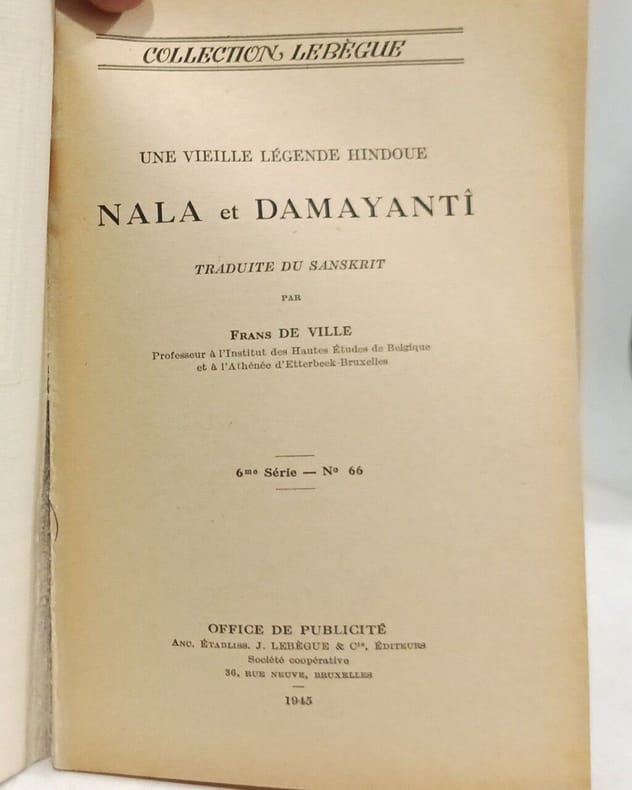 COLLECTION LEBÈGUE
UNE VIEILLE LÉGENDE HINDOUE
NALA et DAMAYANTÎ
TRADUITE DU SANSKRIT
PAR
FRANS DE VILLE
Professeur à l'Institut des Hautes Études de Belgique
et à l'Athénée d'Etterbeek-Bruxelles
6me Série — No 66
OFFICE DE PUBLICITÉ
ANC. ÉTABLISS. J. LEBÈGUE & Cie, ÉDITEURS
Société coopérative
36, RUE NEUVE, BRUXELLES
1945